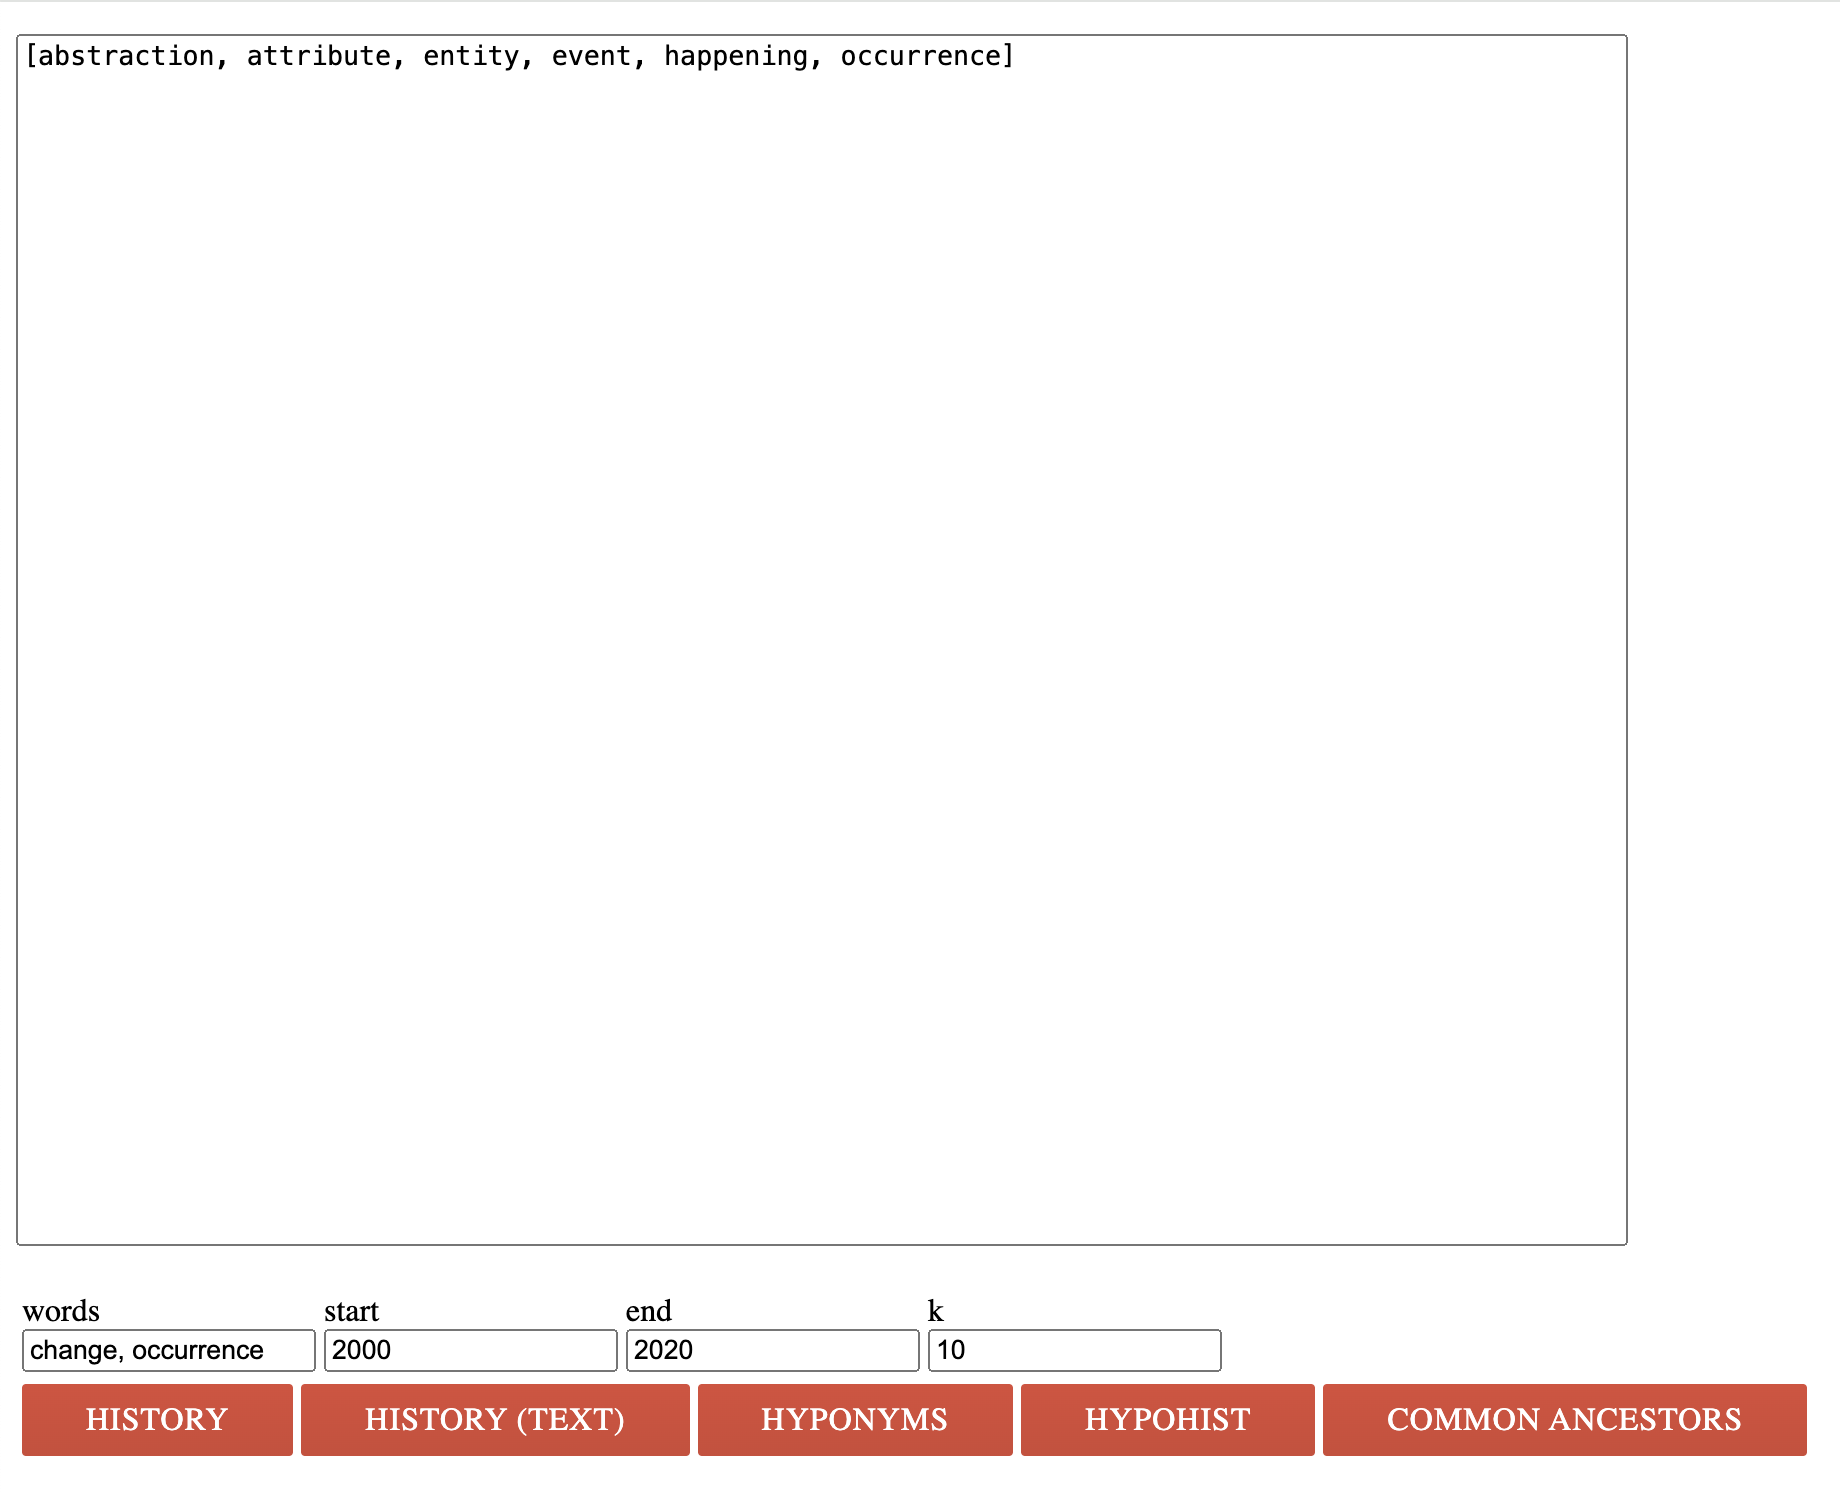 [abstraction, attribute, entity, event, happening, occurrence]
words start end k
change, occurrence 2000 2020 10
HISTORY HISTORY (TEXT) HYPONYMS HYPOHIST COMMON ANCESTORS